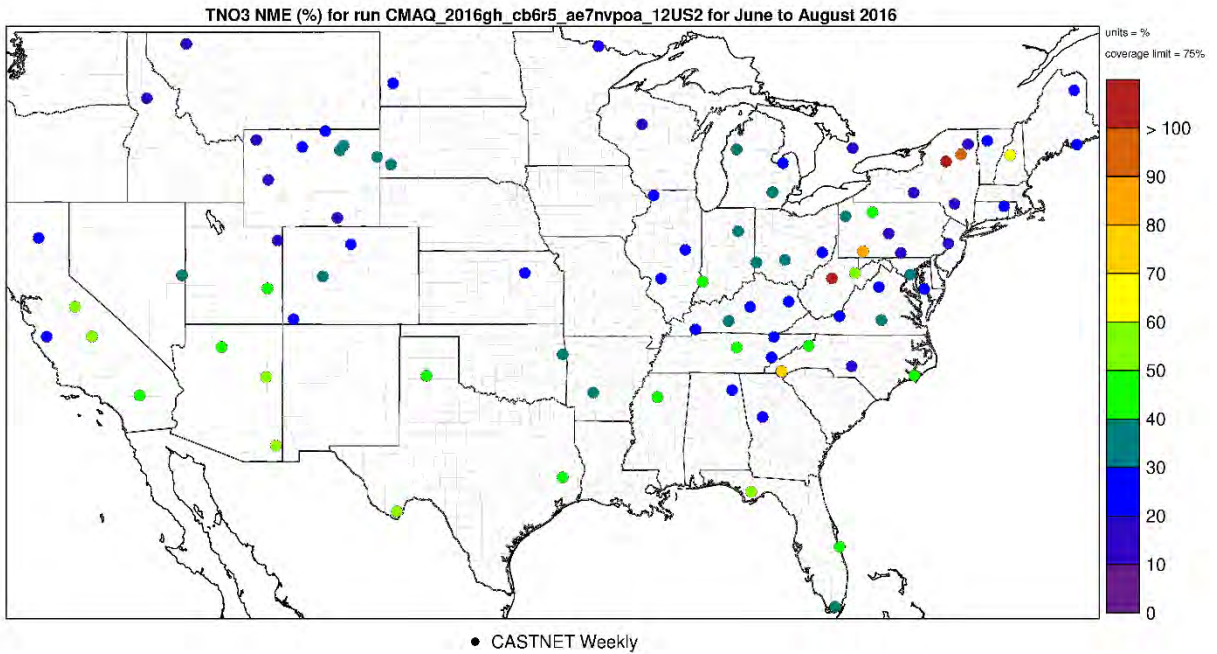 TNO3 NME (%) for run CMAQ_2016gh_cb6r5_ae7nvpoa_12US2 for June to August 2016
units = %
coverage limit = 75%
> 100
90
80
70
60
50
40
30
20
10
0
CASTNET Weekly